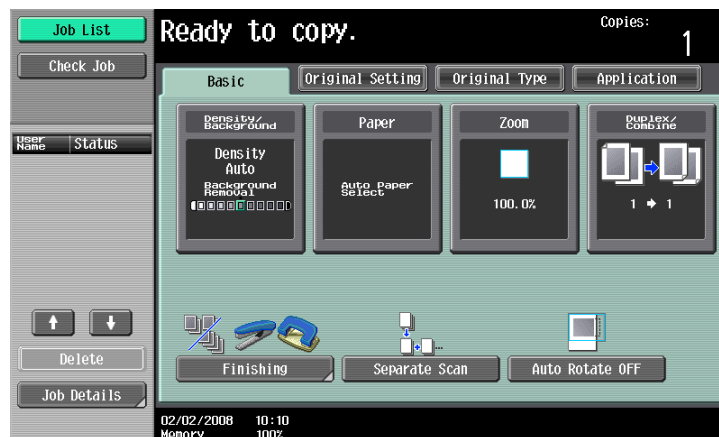 Job List
Check Job
User Name Status
Delete
Job Details
Ready to copy.
Copies:
1
Basic
Original Setting
Original Type
Application
Density/
Background
Density
Auto
Background
Removal
Paper
Auto Paper
Select
Zoom
100.0%
Duplex/
Combine
1 → 1
Finishing
Separate Scan
Auto Rotate OFF
02/02/2008 10:10
Memory 100%